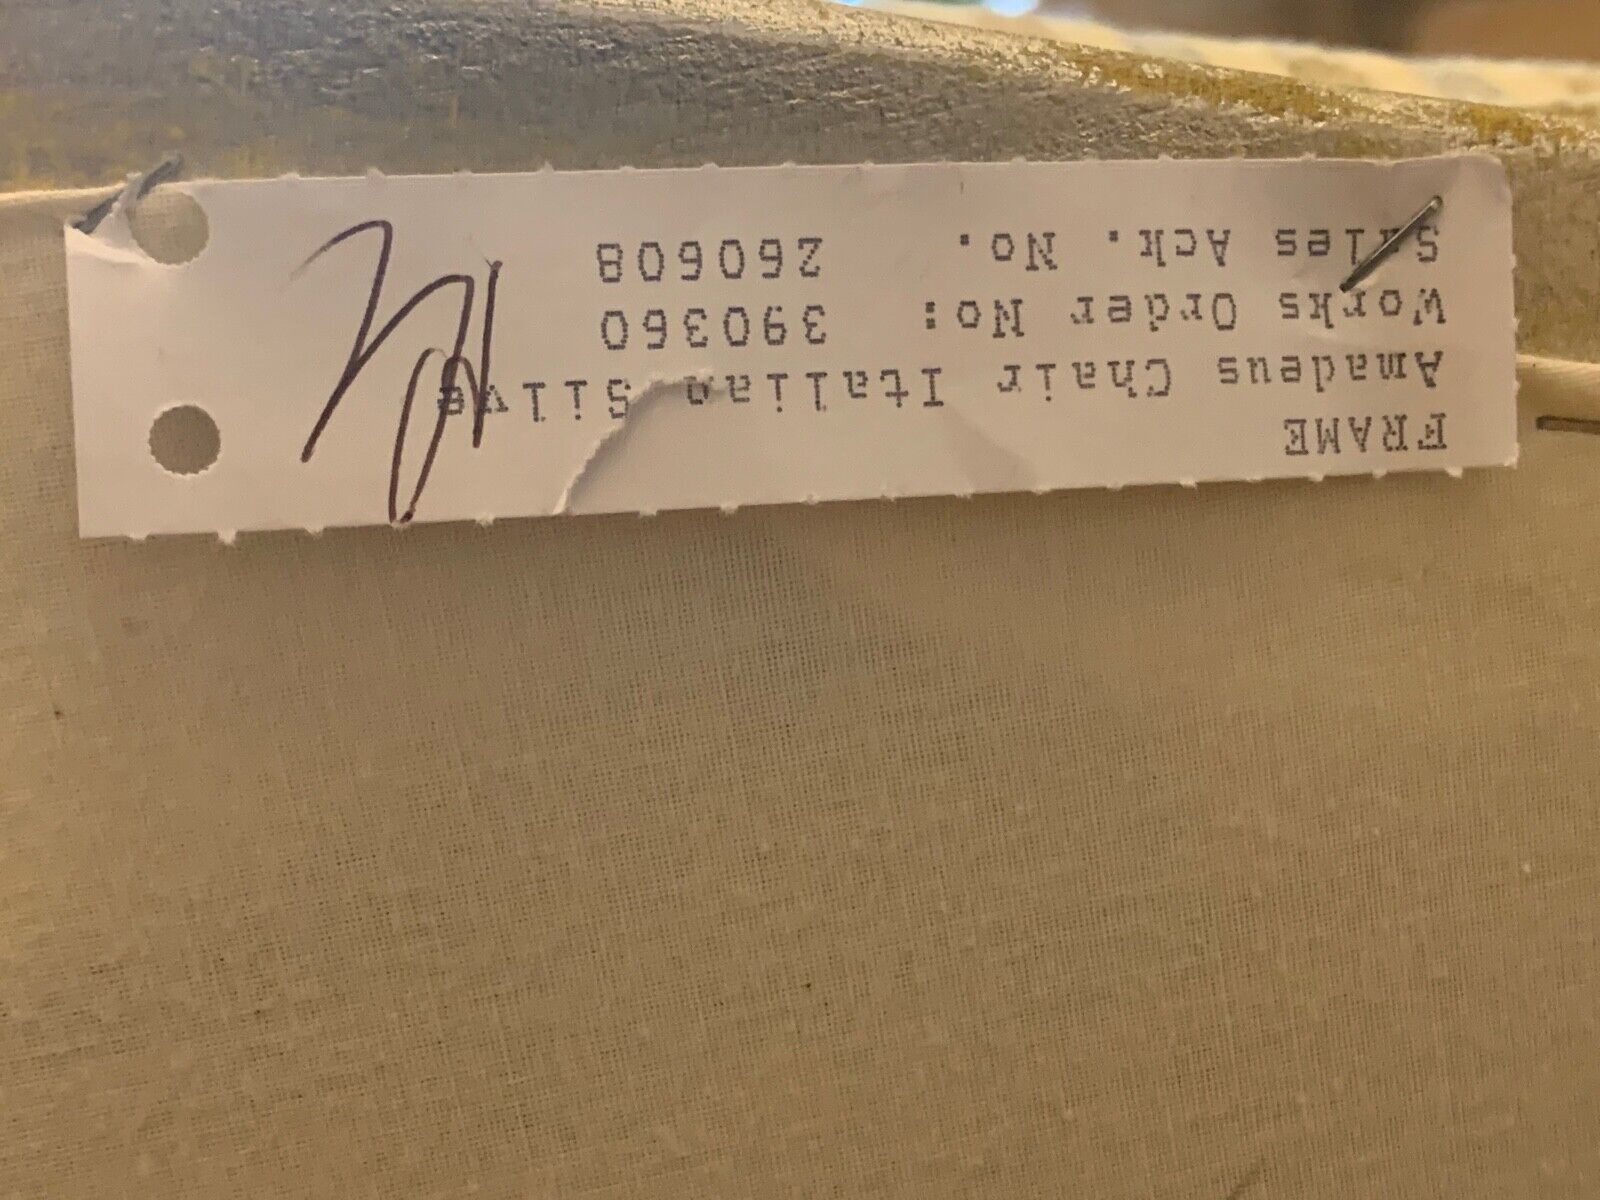 FRAME
Amadeus Chair Italian Silve
Works Order No: 390360
Sales Ack. No. 260608